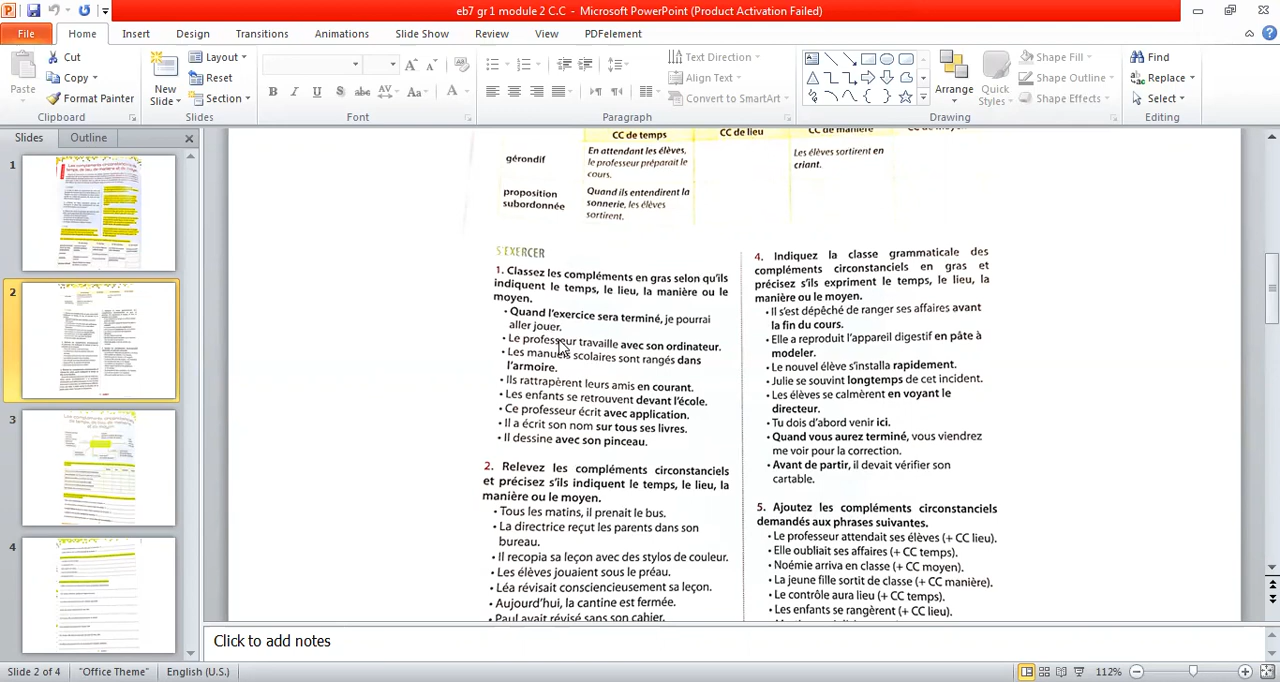 eb7 gr1 module 2 C.C - Microsoft PowerPoint (Product Activation Failed)
File Home Insert Design Transitions Animations Slide Show Review View PDFelement
Cut
Copy
Format Painter
Paste
Clipboard
New
Slide
Layout
Reset
Section
Slides
Font
Text Direction
Align Text
Convert to SmartArt
Paragraph
Arrange
Quick
Styles
Shape Fill
Shape Outline
Shape Effects
Drawing
Find
Replace
Select
Editing
Slides Outline
1
2
3
4
CC de temps CC de lieu CC de manière
gérondif
En attendant les élèves,
le professeur préparait le
cours.
Les élèves sortirent en
criant.
proposition
subordonnée
Quand ils entendirent la
sonnerie, les élèves
sortirent.
1. Classez les compléments en gras selon qu'ils
indiquent le temps, le lieu, la manière ou le
moyen.
Quand l'exercice sera terminé, je pourrai
aller jouer.
Le professeur travaille avec son ordinateur.
Les manuels scolaires sont rangés dans
l'armoire.
Ils rattrapèrent leurs amis en courant.
• Les enfants se retrouvent devant l'école.
• Ce professeur écrit avec application.
écrit son nom sur tous ses livres.
dessine avec son pinceau.
2. Relevez les compléments circonstanciels
et précisez s'ils indiquent le temps, le lieu, la
manière ou le moyen.
• Tous les matins, il prenait le bus.
• La directrice reçut les parents dans son
bureau.
avec des stylos de couleur.
• Les élèves jouaient sous le préau.
• Il récitait consciencieusement sa leçon.
• Aujourd'hui, la cantine est fermée.
• Paul avait révisé sans son cahier.
4. Indiquez la classe grammaticale des
compléments circonstanciels en gras et
précisez s'ils expriment le temps, le lieu, la
manière ou le moyen.
• Il s'est dépêché de ranger ses affaires avant
la fin du cours.
• Elle a reproduit l'appareil digestif en pâte à
modeler.
• Le nouvel élève s'installa rapidement.
• Julie se souvint longtemps de cet incident.
• Les élèves se calmèrent en voyant le
directeur.
• Tu dois d'abord venir ici.
• Quand vous aurez terminé, vous viendrez
me voir pour la correction.
• Avant de partir, il devait vérifier son
cartable.
5. Ajoutez les compléments circonstanciels
demandés aux phrases suivantes.
• Le professeur attendait ses élèves (+ CC lieu).
• Elle rangea ses affaires (+ CC temps).
• Noémie arriva en classe (+ CC moyen).
• La jeune fille sortit de classe (+ CC manière).
• Le contrôle aura lieu (+ CC temps).
• Les enfants se rangèrent (+ CC lieu).
Click to add notes
Slide 2 of 4 "Office Theme" English (U.S.) 112%